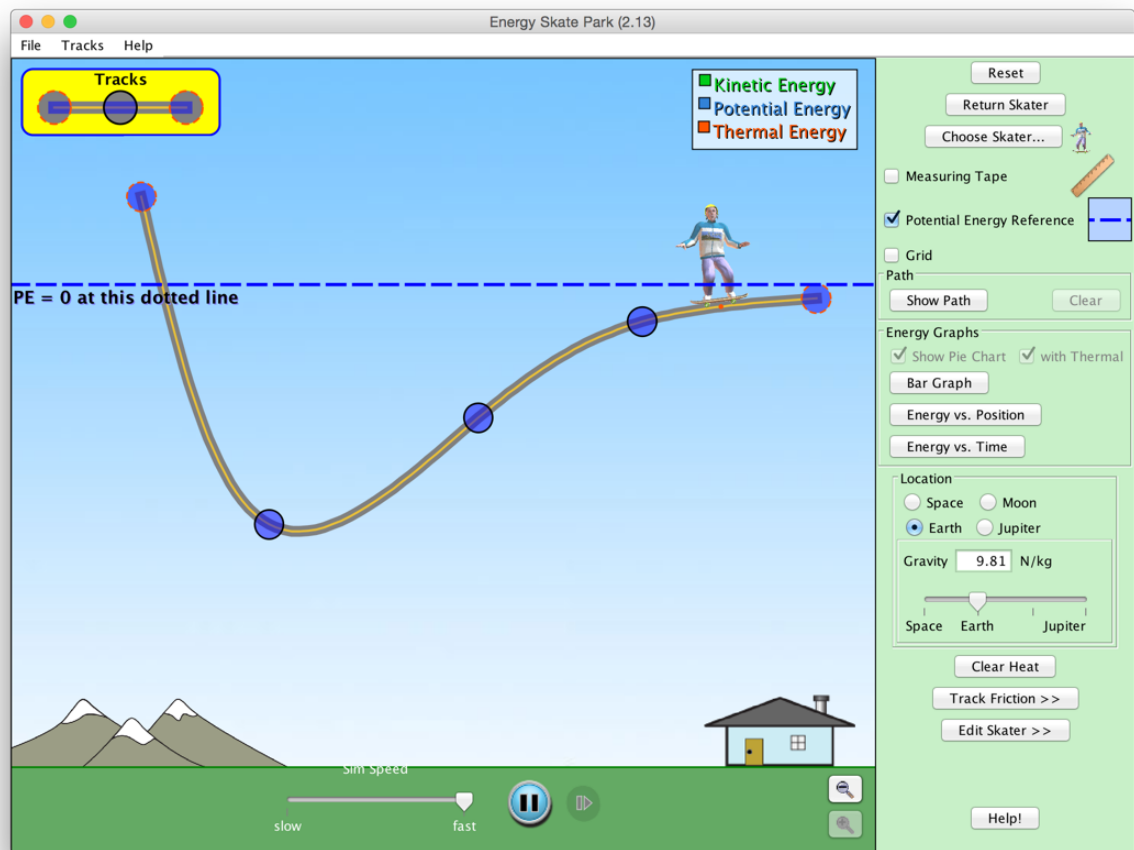 Energy Skate Park (2.13)
File Tracks Help
Tracks
Kinetic Energy
Potential Energy
Thermal Energy
PE = 0 at this dotted line
Sim Speed
slow fast
Reset
Return Skater
Choose Skater...
Measuring Tape
Potential Energy Reference
Grid
Path
Show Path Clear
Energy Graphs
Show Pie Chart with Thermal
Bar Graph
Energy vs. Position
Energy vs. Time
Location
Space Moon
Earth Jupiter
Gravity 9.81 N/kg
Space Earth Jupiter
Clear Heat
Track Friction >>
Edit Skater >>
Help!